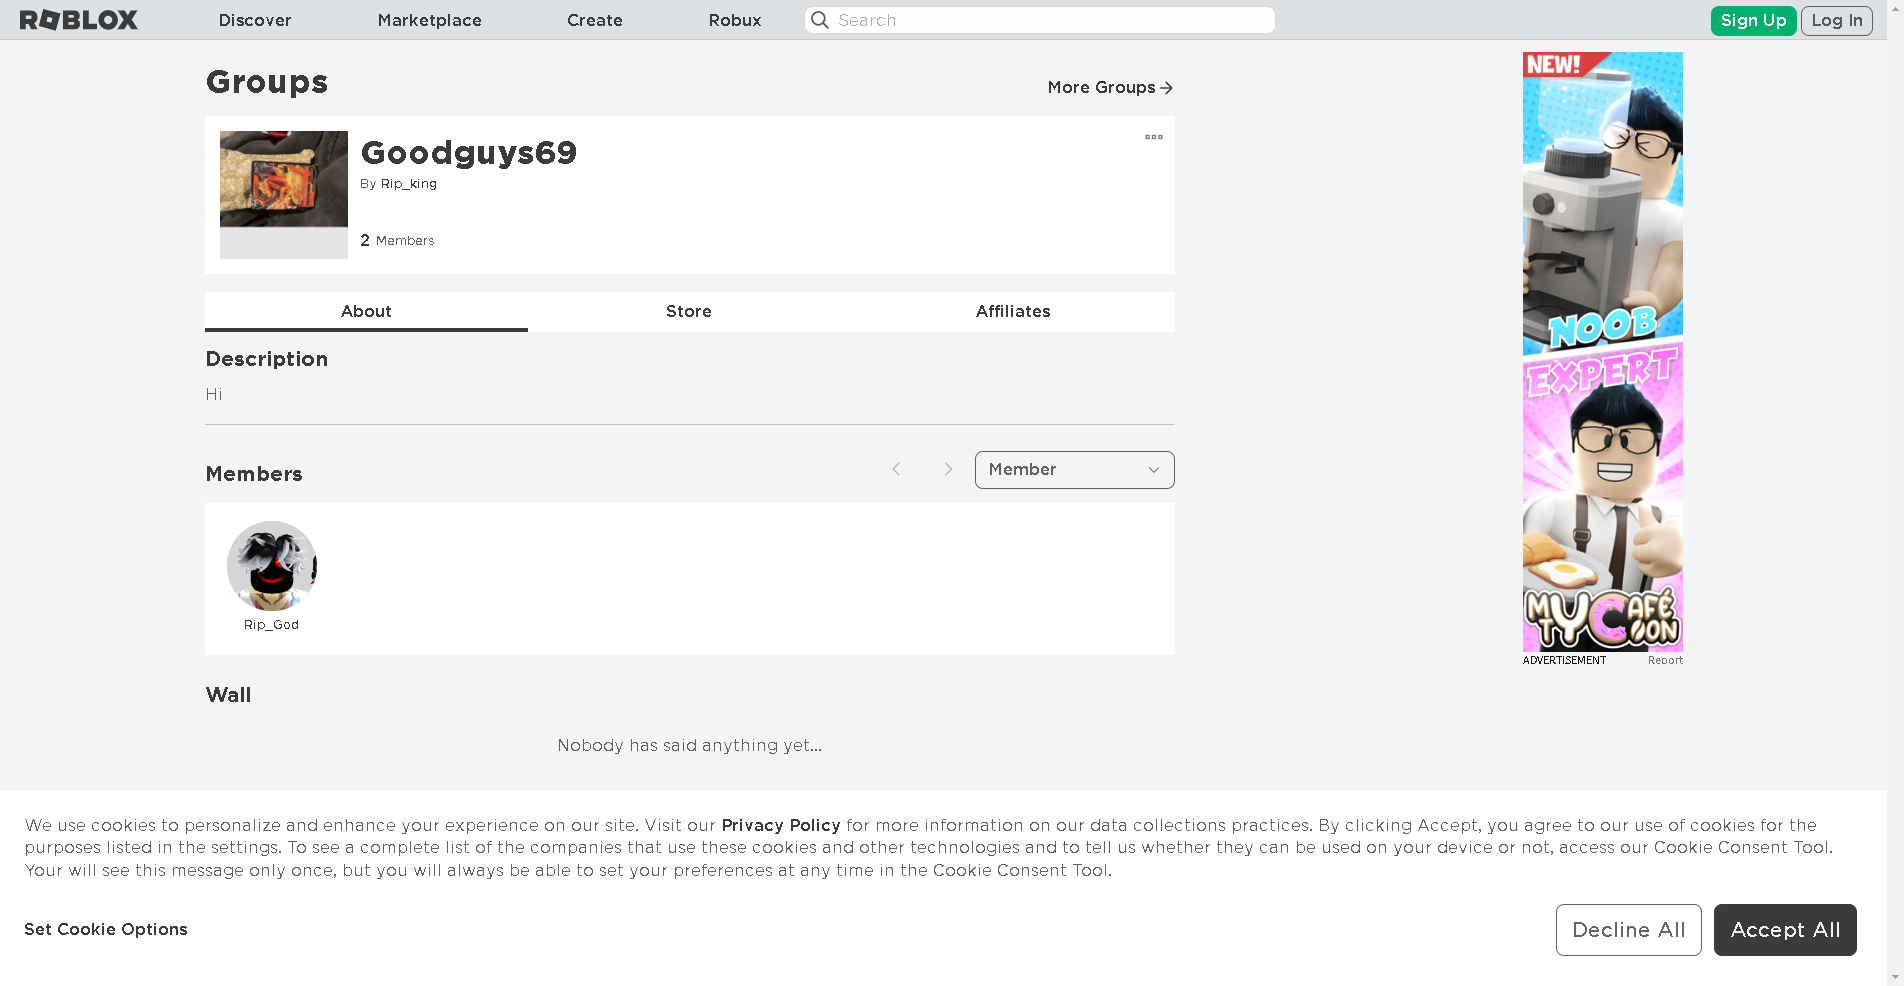 ROBLOX
Discover
Marketplace
Create
Robux
Search
Sign Up
Log In
Groups
More Groups
Goodguys69
By Rip_king
2 Members
About
Store
Affiliates
Description
Hi
Members
Member
Rip_God
Wall
Nobody has said anything yet...
NEW!
NOOB
EXPERT
MY CAFÉ
TYCOON
ADVERTISEMENT
Report
We use cookies to personalize and enhance your experience on our site. Visit our Privacy Policy for more information on our data collections practices. By clicking Accept, you agree to our use of cookies for the
purposes listed in the settings. To see a complete list of the companies that use these cookies and other technologies and to tell us whether they can be used on your device or not, access our Cookie Consent Tool.
Your will see this message only once, but you will always be able to set your preferences at any time in the Cookie Consent Tool.
Set Cookie Options
Decline All
Accept All